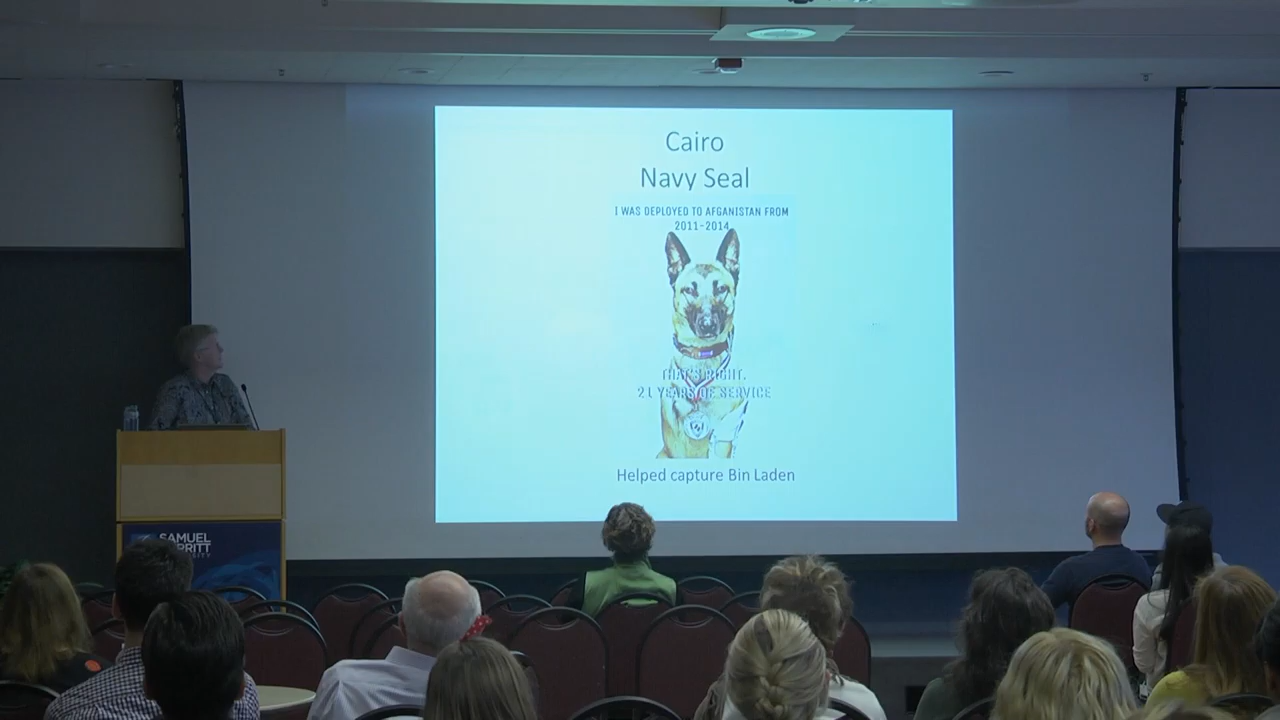 Cairo
Navy Seal
I WAS DEPLOYED TO AFGANISTAN FROM
2011-2014
THAT'S RIGHT.
21 YEARS OF SERVICE
Helped capture Bin Laden
SAMUEL